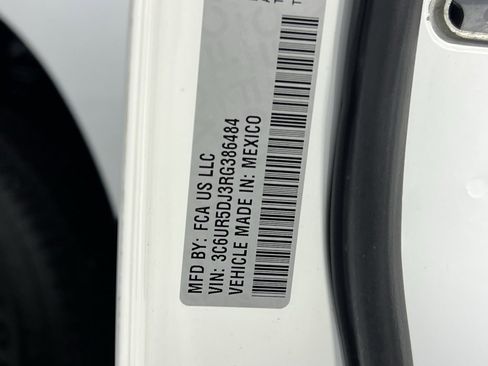 MFD BY: FCA US LLC
VIN: 3C6UR5DJ3RG386484
VEHICLE MADE IN: MEXICO